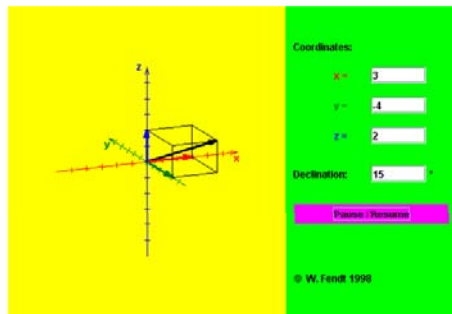 z
y
x
Coordinates:
x = 3
y = -4
z = 2
Declination: 15 °
Pause / Resume
© W. Fendt 1998